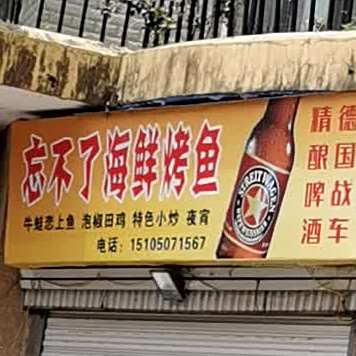 忘不了海鲜烤鱼
牛蛙恋上鱼 泡椒田鸡 特色小炒 夜宵
电话：15105071567
STREITWAGEN
德国战车
精酿啤酒